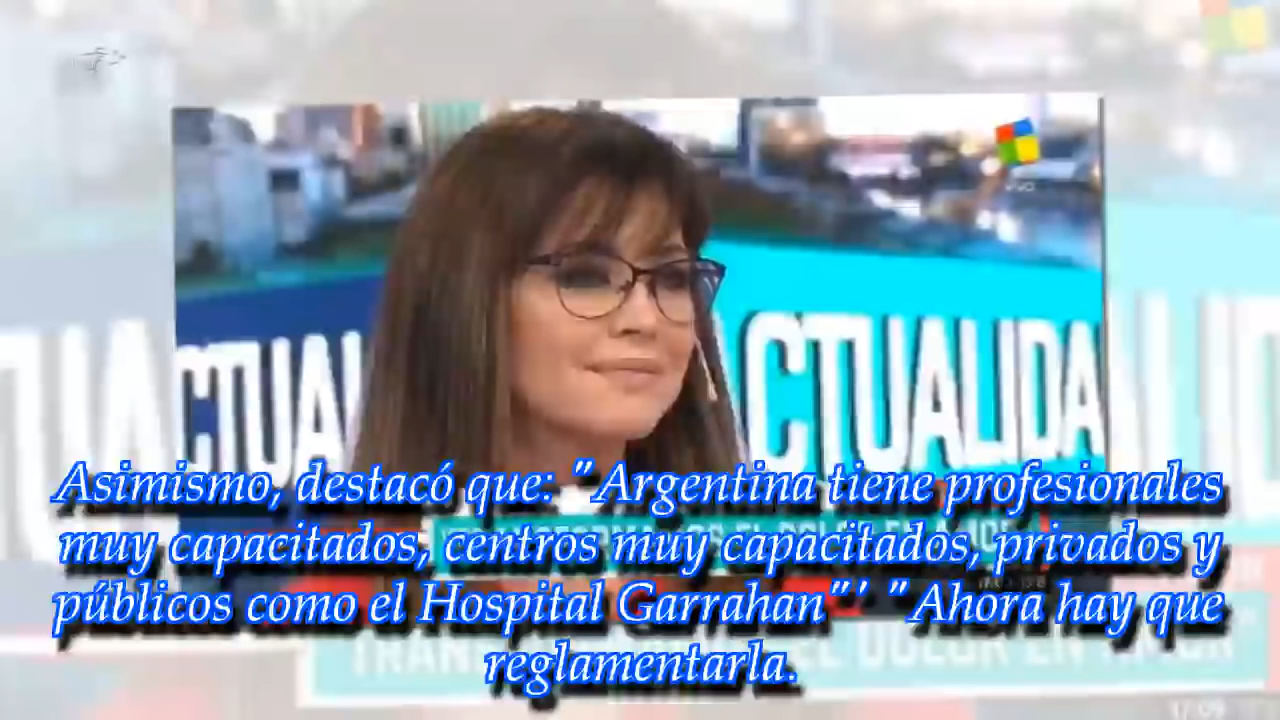 ACTUALIDA
Asimismo, destacó que: "Argentina tiene profesionales
muy capacitados, centros muy capacitados, privados y
públicos como el Hospital Garrahan"' "Ahora hay que
reglamentarla.